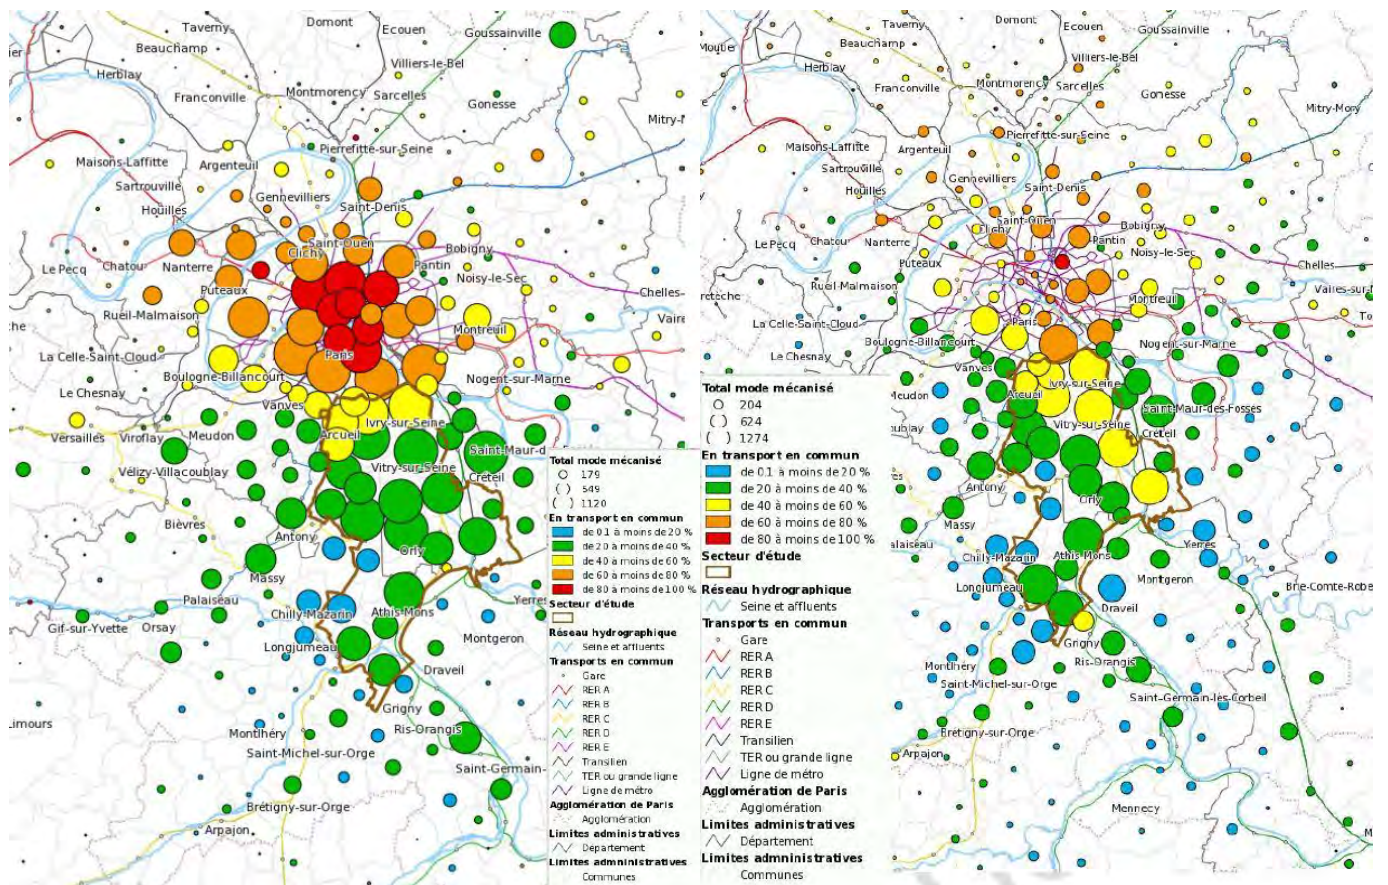 Taverny
Domont
Ecouen
Goussainville
Beauchamp
Villiers-le-Bel
Herblay
Franconville
Montmorency
Sarcelles
Gonesse
Mitry-M
Maisons-Laffitte
Argenteuil
Pierrefitte-sur-Seine
Sartrouville
Gennevilliers
Houilles
Saint-Denis
Saint-Ouen
Bobigny
Le Pecq
Chatou
Nanterre
Clichy
Pantin
Noisy-le-Sec
Puteaux
Chelles-
Rueil-Malmaison
Montreuil
Vaire
La Celle-Saint-Cloud
Paris
Boulogne-Billancourt
Nogent-sur-Marne
Le Chesnay
Vanves
Versailles
Viroflay
Meudon
Arcueil
Ivry-sur-Seine
Saint-Maur-d
Vélizy-Villacoublay
Vitry-sur-Seine
Créteil
Bièvres
Antony
Orly
Massy
Palaiseau
Chilly-Mazarin
Athis-Mons
Yerres
Gif-sur-Yvette
Orsay
Longjumeau
Montgeron
Draveil
Grigny
Limours
Montlhéry
Ris-Orangis
Saint-Michel-sur-Orge
Saint-Germain-
Brétigny-sur-Orge
Arpajon
Total mode mécanisé
179
549
1120
En transport en commun
de 0.1 à moins de 20 %
de 20 à moins de 40 %
de 40 à moins de 60 %
de 60 à moins de 80 %
de 80 à moins de 100 %
Secteur d'étude
Réseau hydrographique
Seine et affluents
Transports en commun
Gare
RER A
RER B
RER C
RER D
RER E
Transilien
TER ou grande ligne
Ligne de métro
Agglomération de Paris
Agglomération
Limites administratives
Département
Limites admninistratives
Communes
Taverny
Domont
Ecouen
Goussainville
Moutier
Beauchamp
Villiers-le-Bel
Herblay
Franconville
Montmorency
Sarcelles
Gonesse
Mitry-Mory
Pierrefitte-sur-Seine
Maisons-Laffitte
Argenteuil
Sartrouville
Gennevilliers
Houilles
Saint-Denis
Saint-Ouen
Clichy
Bobigny
Le Pecq
Chatou
Nanterre
Pantin
Noisy-le-Sec
Puteaux
Chelles
Rueil-Malmaison
Montreuil
Vaires-sur-M
La Celle-Saint-Cloud
Paris
Boulogne-Billancourt
Nogent-sur-Marne
Le Chesnay
Vanves
Ivry-sur-Seine
Meudon
Arcueil
Saint-Maur-des-Fosses
Vitry-sur-Seine
Créteil
Antony
Orly
Massy
Palaiseau
Chilly-Mazarin
Athis-Mons
Yerres
Longjumeau
Montgeron
Brie-Comte-Robe
Draveil
Grigny
Ris-Orangis
Montlhéry
Saint-Michel-sur-Orge
Saint-Germain-lès-Corbeil
Brétigny-sur-Orge
Arpajon
Mennecy
Total mode mécanisé
204
624
1274
En transport en commun
de 0.1 à moins de 20 %
de 20 à moins de 40 %
de 40 à moins de 60 %
de 60 à moins de 80 %
de 80 à moins de 100 %
Secteur d'étude
Réseau hydrographique
Seine et affluents
Transports en commun
Gare
RER A
RER B
RER C
RER D
RER E
Transilien
TER ou grande ligne
Ligne de métro
Agglomération de Paris
Agglomération
Limites administratives
Département
Limites admninistratives
Communes